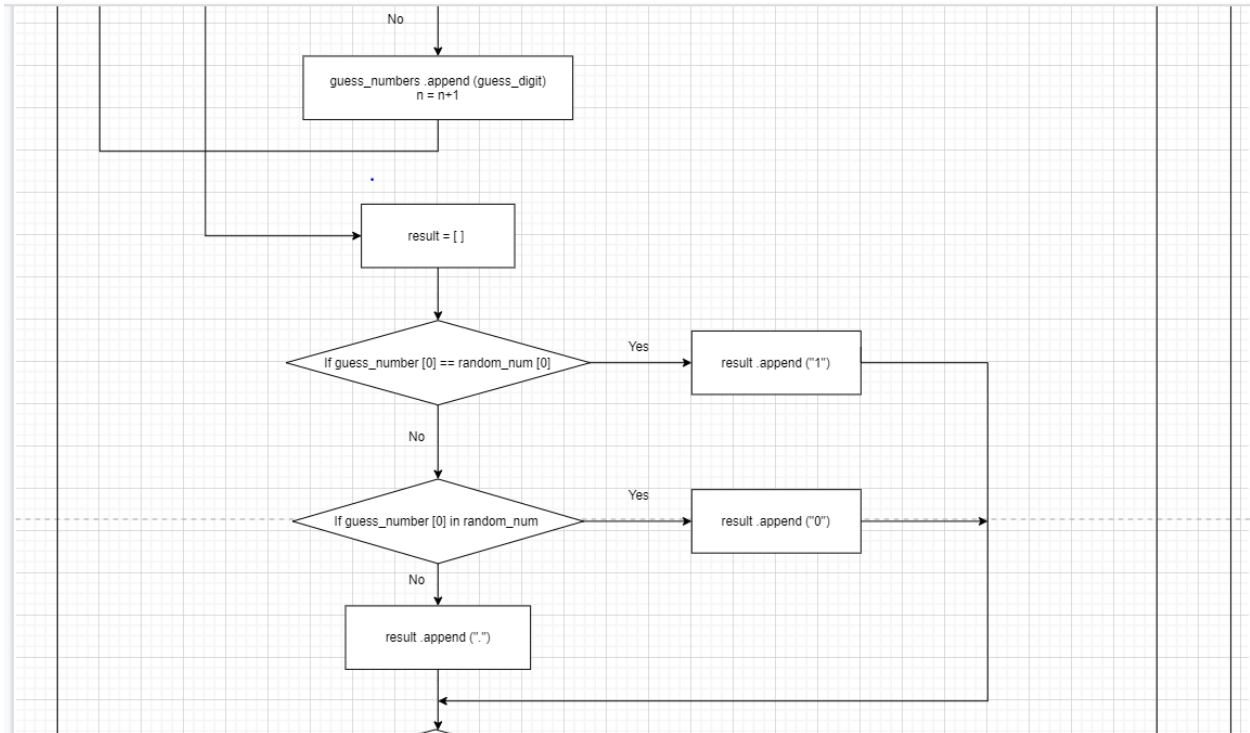 No
guess_numbers .append (guess_digit)
n = n+1
result = [ ]
If guess_number [0] == random_num [0]
Yes
result .append ("1")
No
If guess_number [0] in random_num
Yes
result .append ("0")
No
result .append (".")